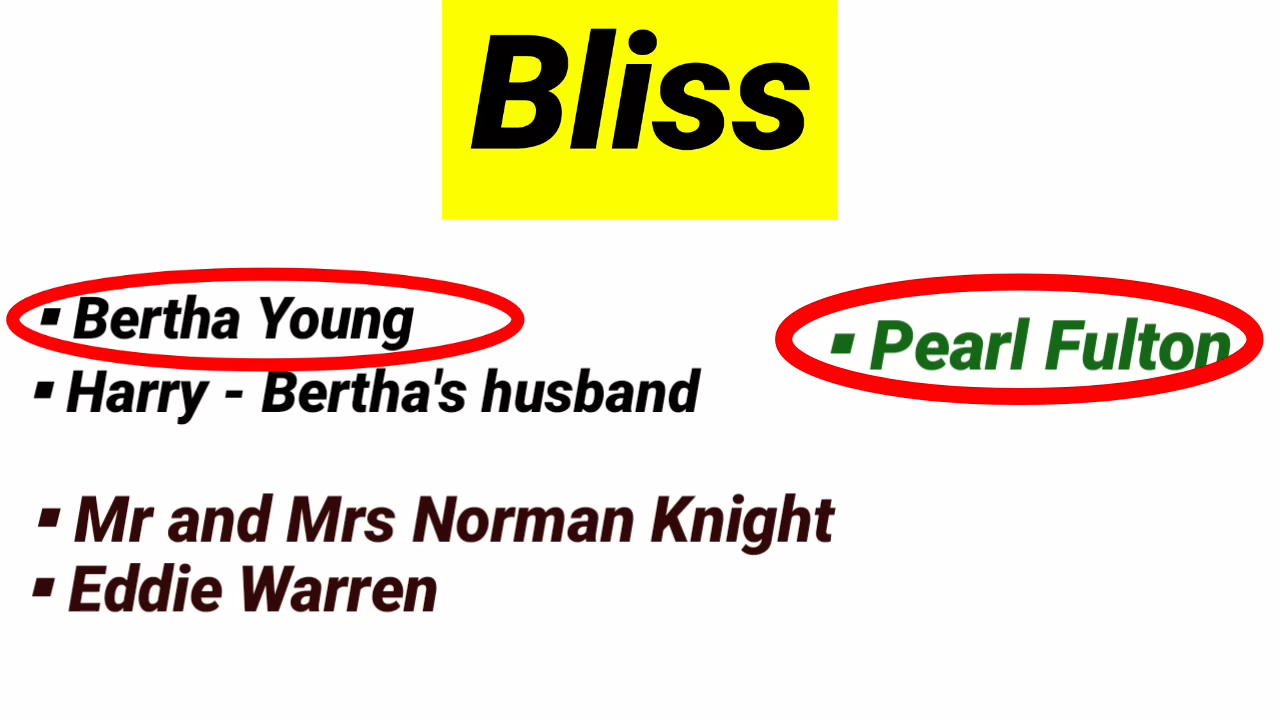 Bliss
▪ Bertha Young
▪ Pearl Fulton
▪ Harry - Bertha's husband
▪ Mr and Mrs Norman Knight
▪ Eddie Warren